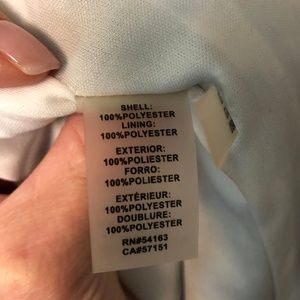 SHELL:
100%POLYESTER
LINING:
100%POLYESTER
EXTERIOR:
100%POLIESTER
FORRO:
100%POLIESTER
EXTÉRIEUR:
100%POLYESTER
DOUBLURE:
100%POLYESTER
RN#54163
CA#57151